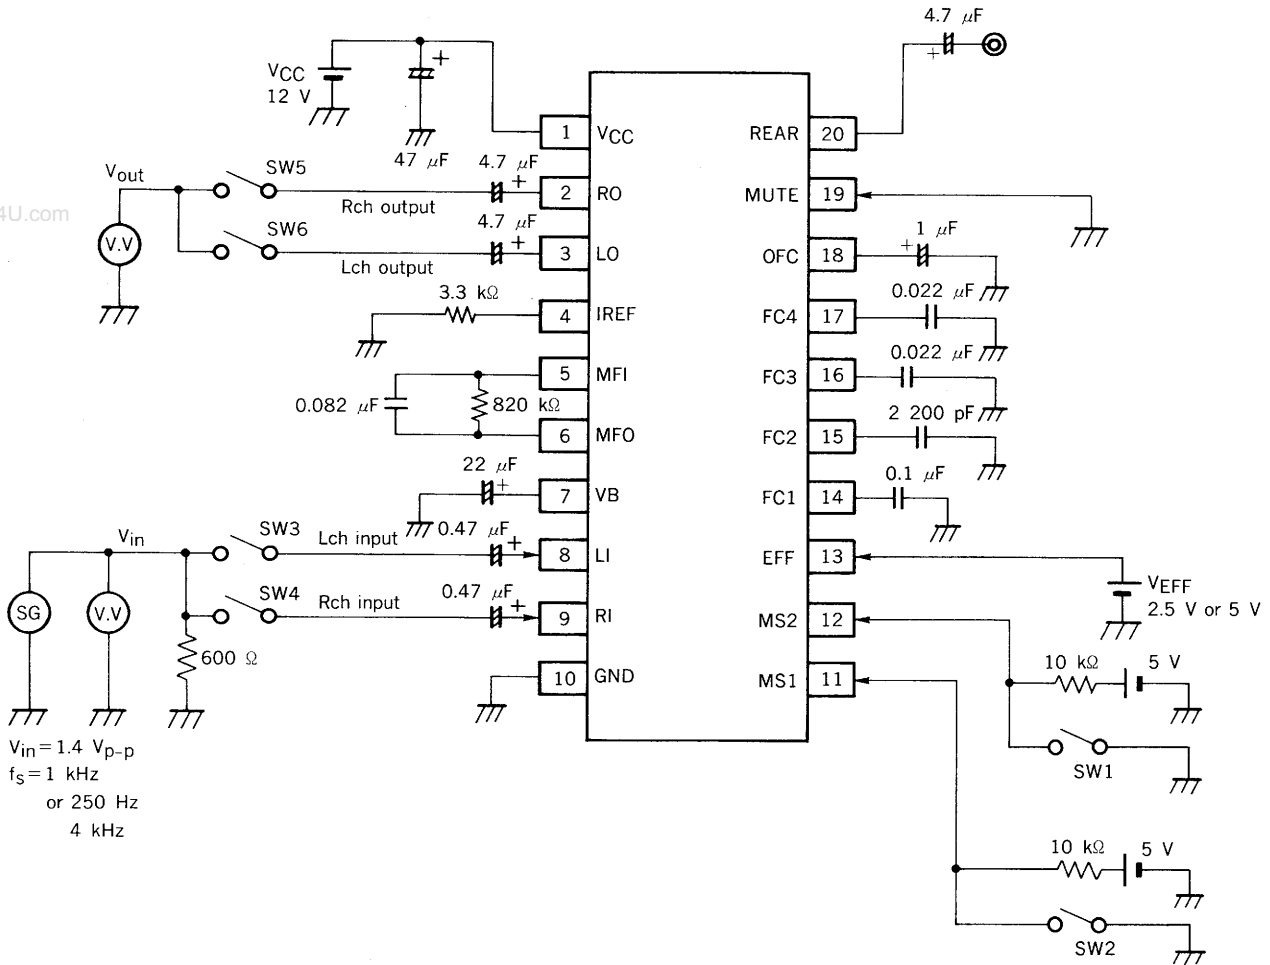 4.7 μF
VCC
12 V
47 μF
1 VCC
REAR 20
Vout
SW5
4.7 μF
Rch output
2 RO
MUTE 19
4U.com
V.V
SW6
4.7 μF
Lch output
3 LO
OFC 18
1 μF
3.3 kΩ
4 IREF
FC4 17
0.022 μF
0.082 μF
820 kΩ
5 MFI
FC3 16
0.022 μF
6 MFO
FC2 15
2 200 pF
22 μF
7 VB
FC1 14
0.1 μF
Vin
SW3
Lch input
0.47 μF
8 LI
EFF 13
VEFF
2.5 V or 5 V
SG
V.V
SW4
Rch input
0.47 μF
9 RI
MS2 12
600 Ω
10 GND
MS1 11
10 kΩ
5 V
SW1
Vin=1.4 Vp-p
fs=1 kHz
or 250 Hz
4 kHz
10 kΩ
5 V
SW2